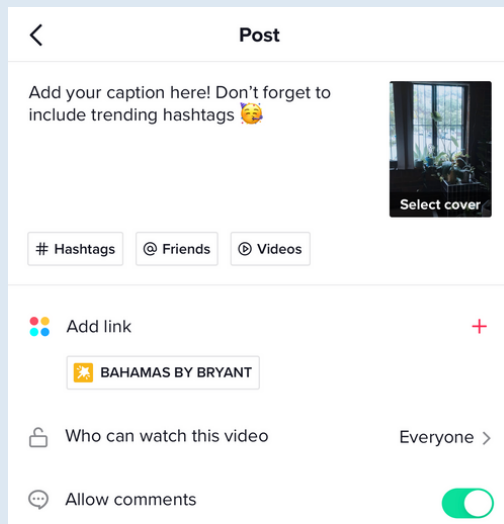 Post
Add your caption here! Don’t forget to
include trending hashtags 🥳
Select cover
# Hashtags
@ Friends
Videos
Add link
BAHAMAS BY BRYANT
Who can watch this video
Everyone
Allow comments